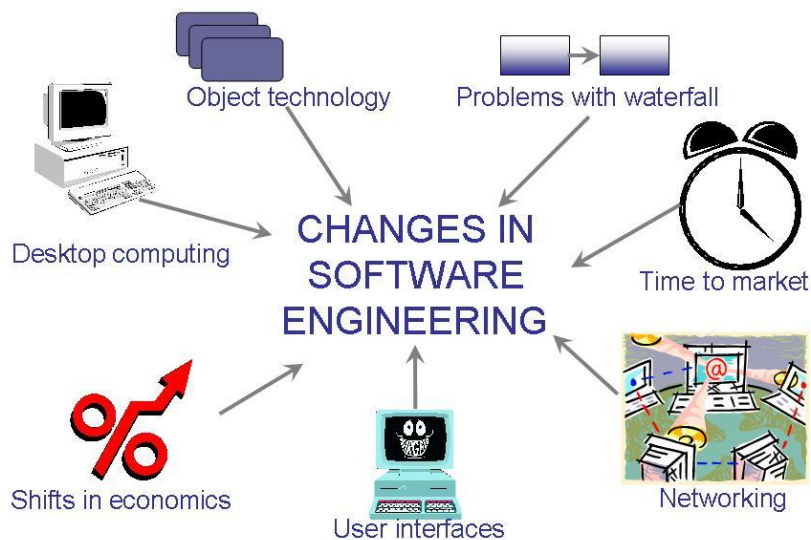 Object technology
Problems with waterfall
Desktop computing
CHANGES IN
SOFTWARE
ENGINEERING
Time to market
@
Shifts in economics
User interfaces
Networking